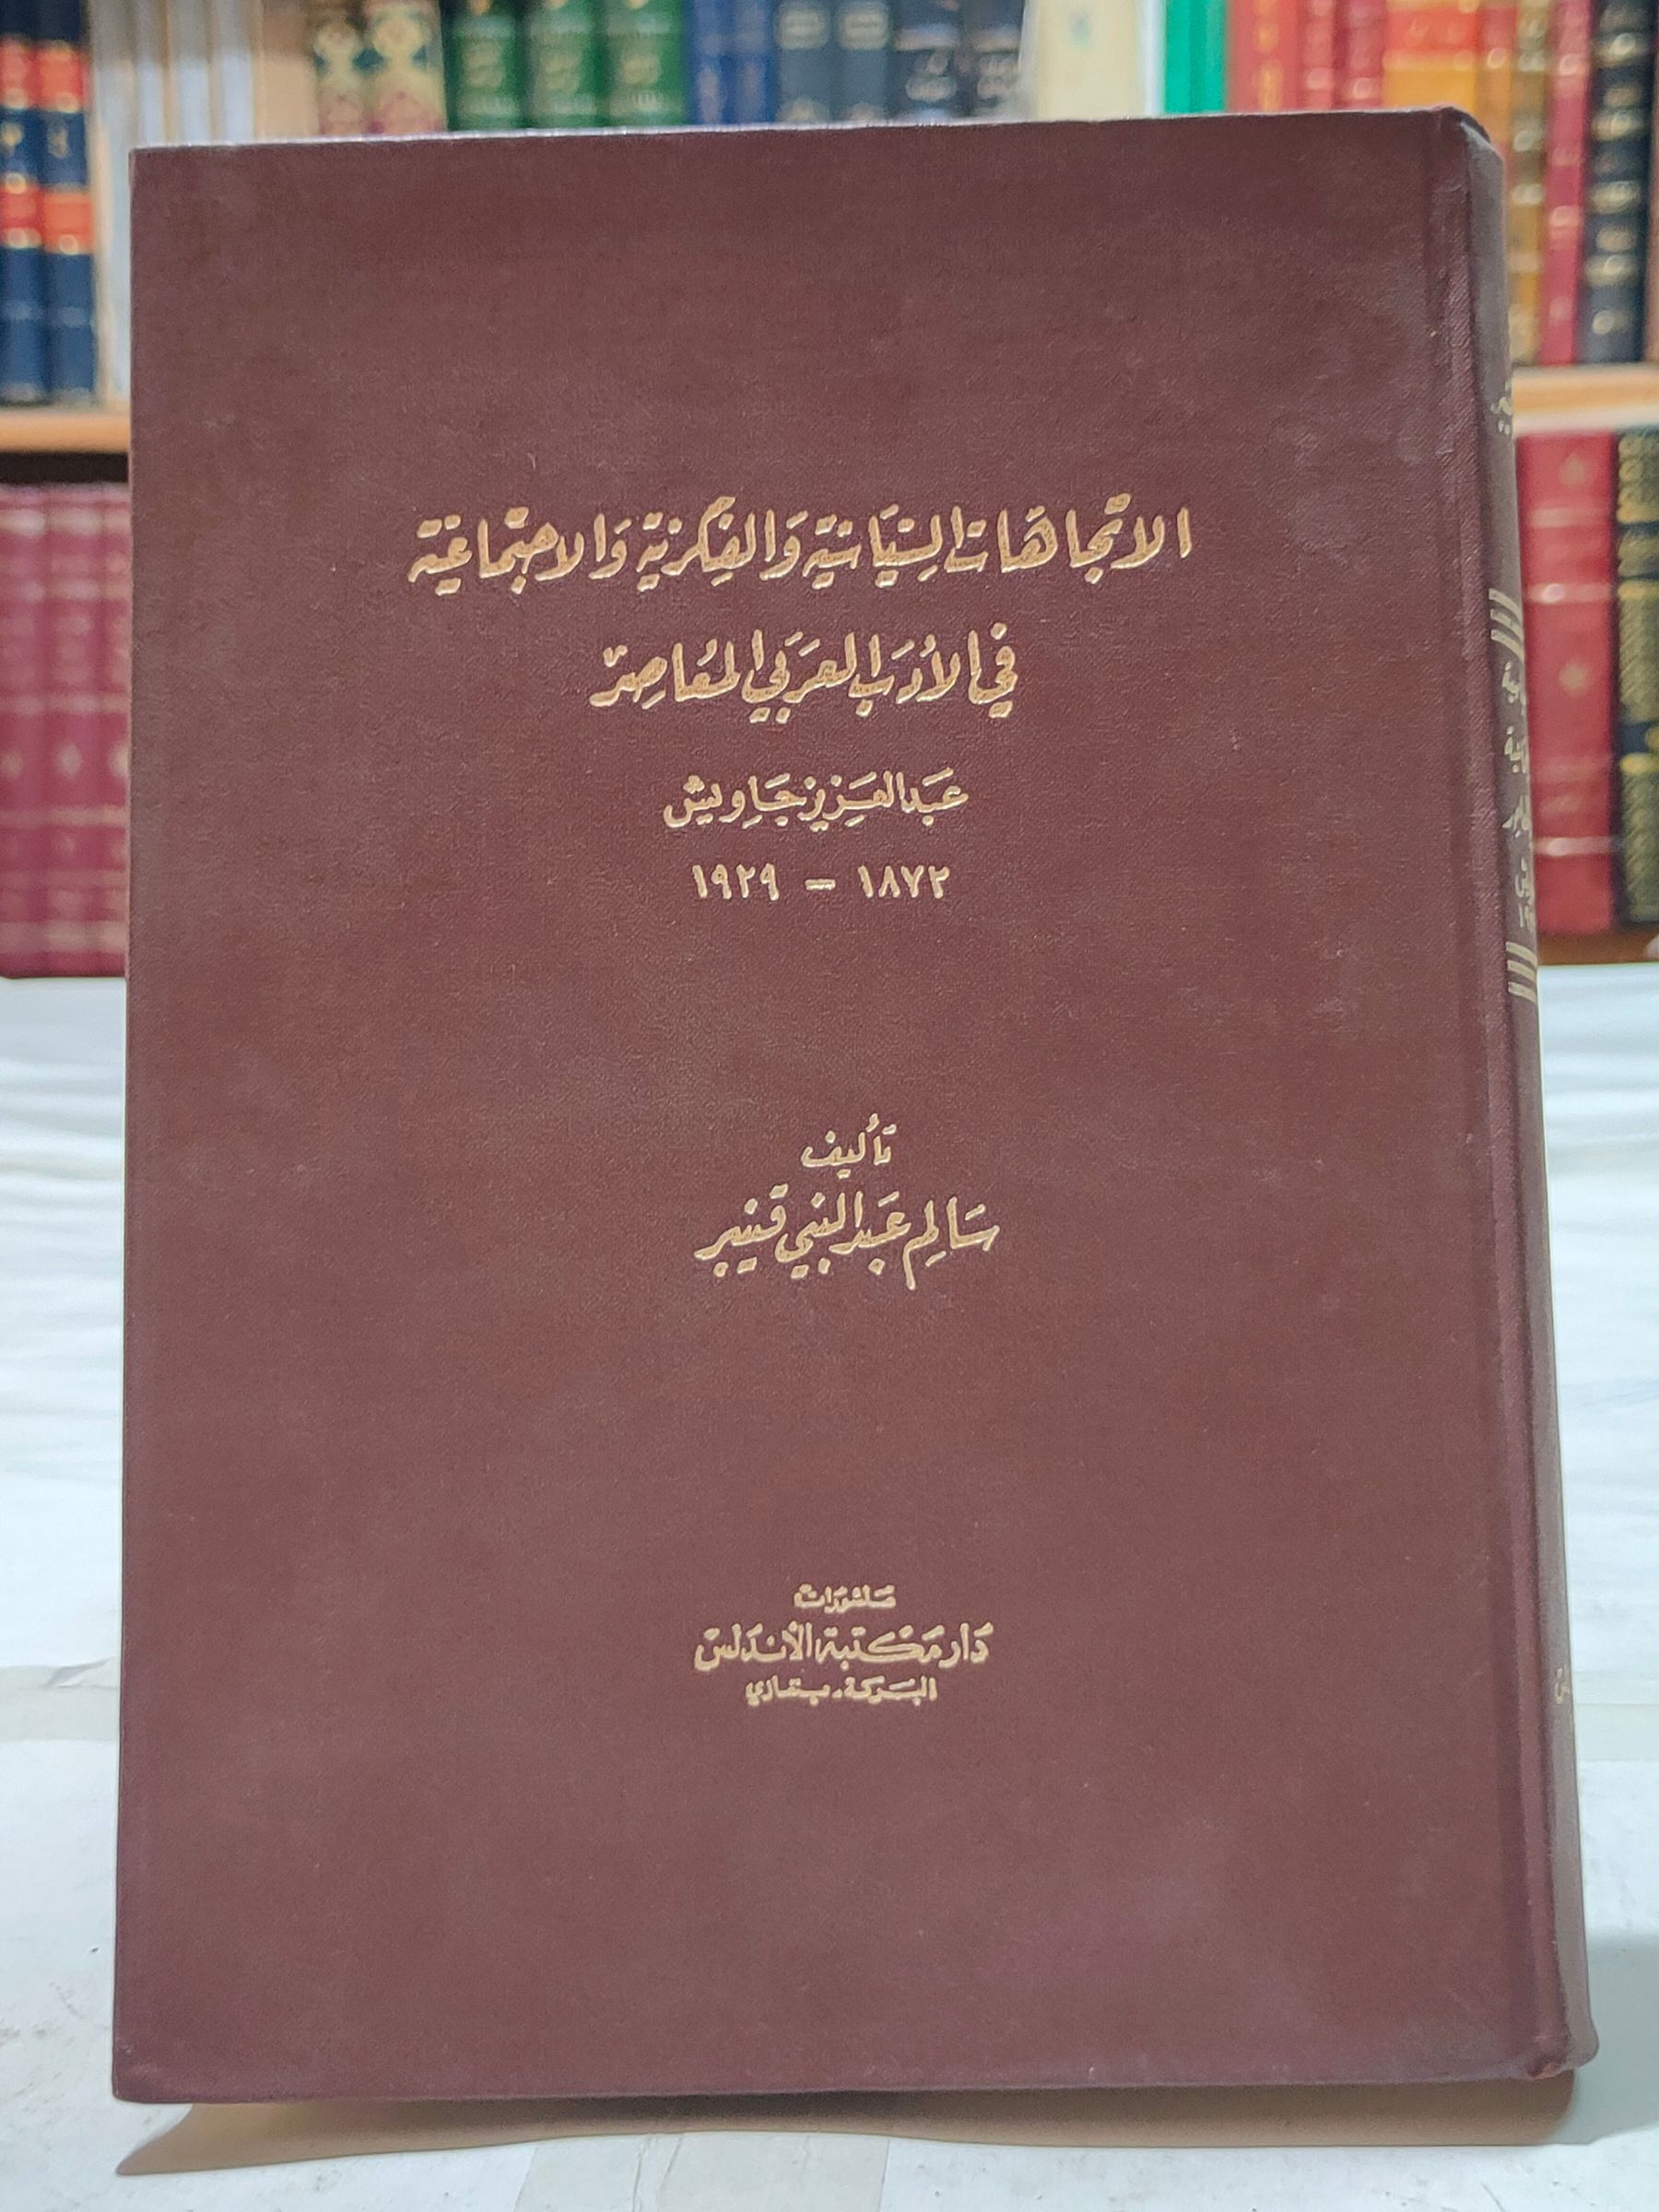 الاتجاهات السياسية والفكرية والاجتماعية
في الأدب العربي المعاصر
عبد العزيز جاويش
١٨٧٢ - ١٩٢٩
تأليف
سالم عبد النبي قنيبر
منشورات
دار مكتبة الأندلس
البركة - بنغازي